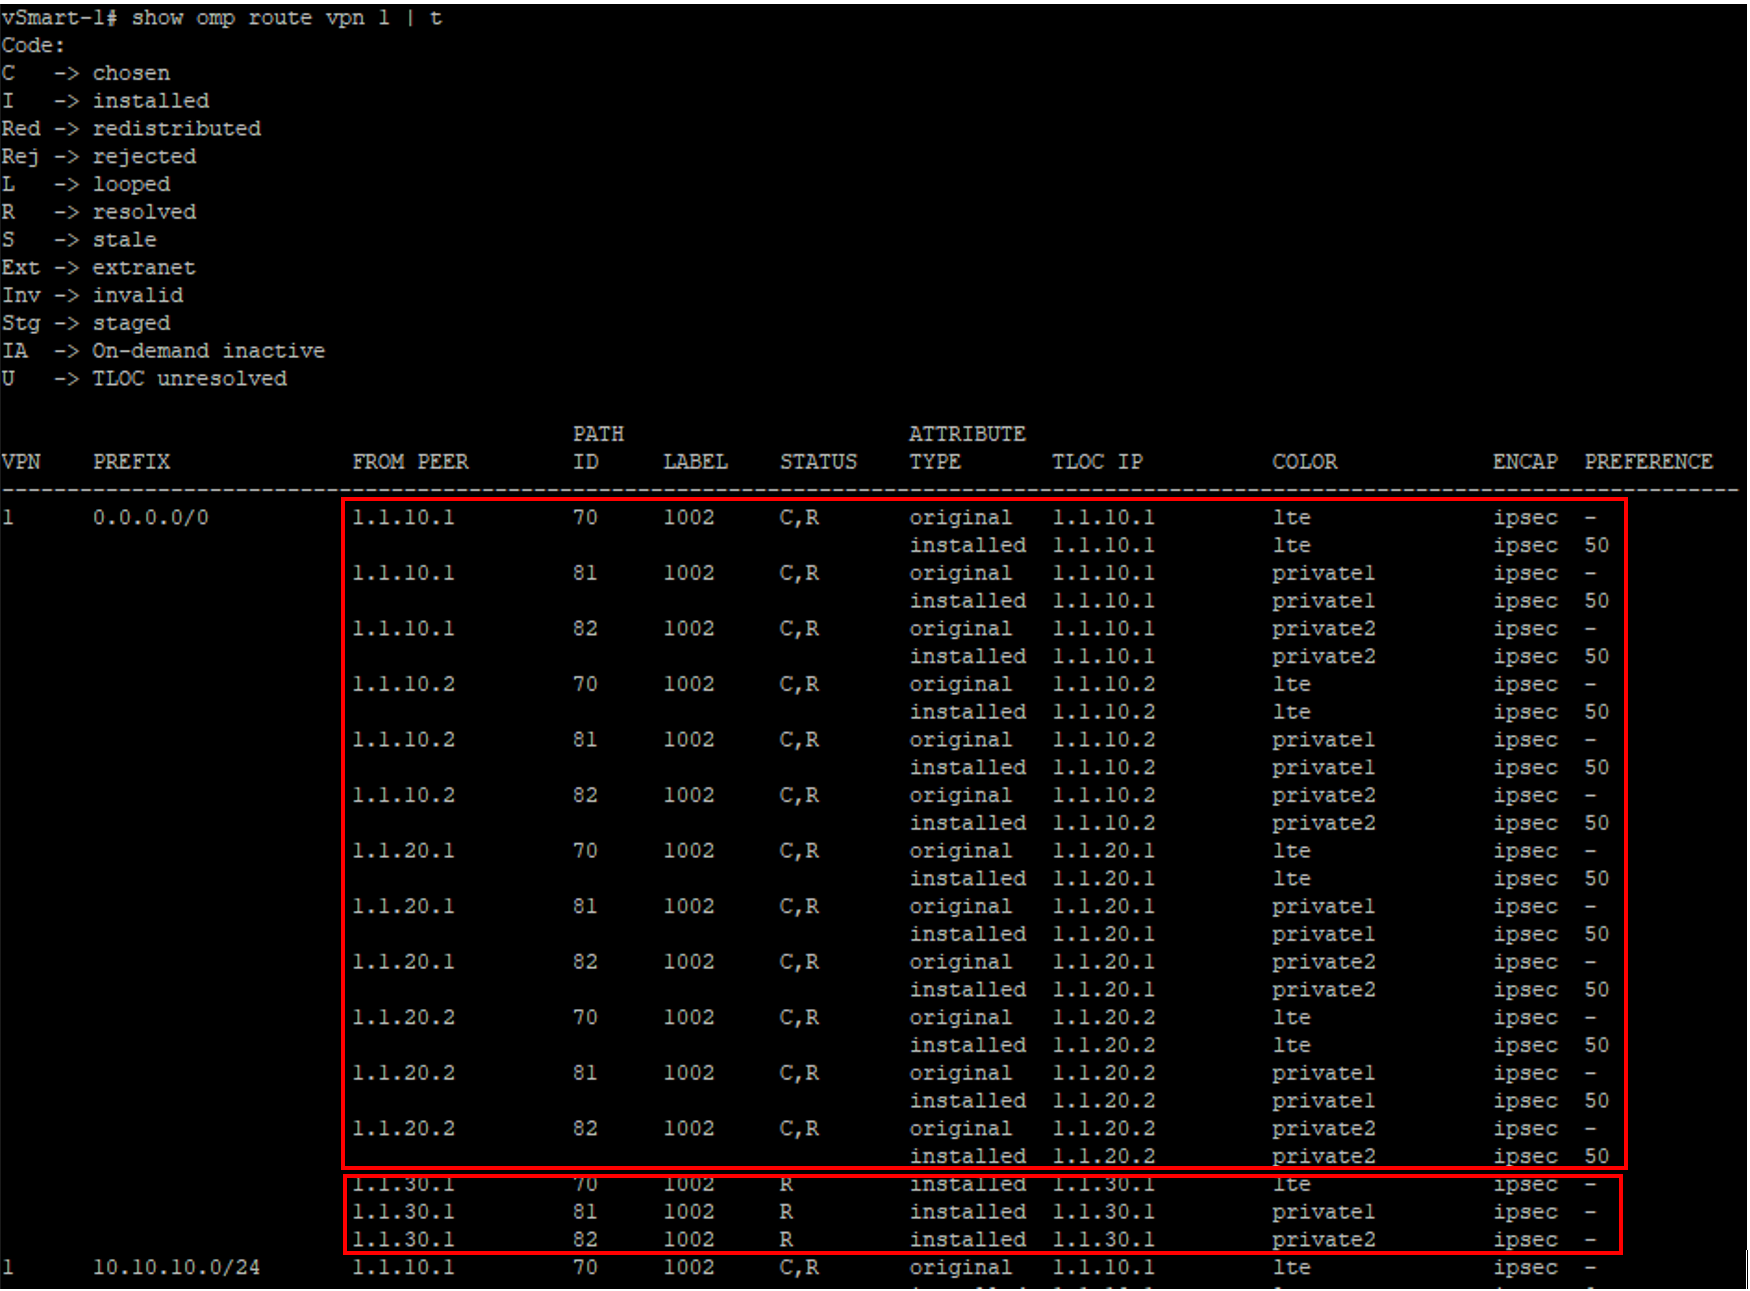 vSmart-1# show omp route vpn 1 | t
Code:
C   -> chosen
I   -> installed
Red -> redistributed
Rej -> rejected
L   -> looped
R   -> resolved
S   -> stale
Ext -> extranet
Inv -> invalid
Stg -> staged
IA  -> On-demand inactive
U   -> TLOC unresolved
PATH ATTRIBUTE
VPN PREFIX FROM PEER ID LABEL STATUS TYPE TLOC IP COLOR ENCAP PREFERENCE
--------------------------------------------------------------------------------------------------------------------------------------
1 0.0.0.0/0 1.1.10.1 70 1002 C,R original 1.1.10.1 lte ipsec -
installed 1.1.10.1 lte ipsec 50
1.1.10.1 81 1002 C,R original 1.1.10.1 private1 ipsec -
installed 1.1.10.1 private1 ipsec 50
1.1.10.1 82 1002 C,R original 1.1.10.1 private2 ipsec -
installed 1.1.10.1 private2 ipsec 50
1.1.10.2 70 1002 C,R original 1.1.10.2 lte ipsec -
installed 1.1.10.2 lte ipsec 50
1.1.10.2 81 1002 C,R original 1.1.10.2 private1 ipsec -
installed 1.1.10.2 private1 ipsec 50
1.1.10.2 82 1002 C,R original 1.1.10.2 private2 ipsec -
installed 1.1.10.2 private2 ipsec 50
1.1.20.1 70 1002 C,R original 1.1.20.1 lte ipsec -
installed 1.1.20.1 lte ipsec 50
1.1.20.1 81 1002 C,R original 1.1.20.1 private1 ipsec -
installed 1.1.20.1 private1 ipsec 50
1.1.20.1 82 1002 C,R original 1.1.20.1 private2 ipsec -
installed 1.1.20.1 private2 ipsec 50
1.1.20.2 70 1002 C,R original 1.1.20.2 lte ipsec -
installed 1.1.20.2 lte ipsec 50
1.1.20.2 81 1002 C,R original 1.1.20.2 private1 ipsec -
installed 1.1.20.2 private1 ipsec 50
1.1.20.2 82 1002 C,R original 1.1.20.2 private2 ipsec -
installed 1.1.20.2 private2 ipsec 50
1.1.30.1 70 1002 R installed 1.1.30.1 lte ipsec -
1.1.30.1 81 1002 R installed 1.1.30.1 private1 ipsec -
1.1.30.1 82 1002 R installed 1.1.30.1 private2 ipsec -
1 10.10.10.0/24 1.1.10.1 70 1002 C,R original 1.1.10.1 lte ipsec -